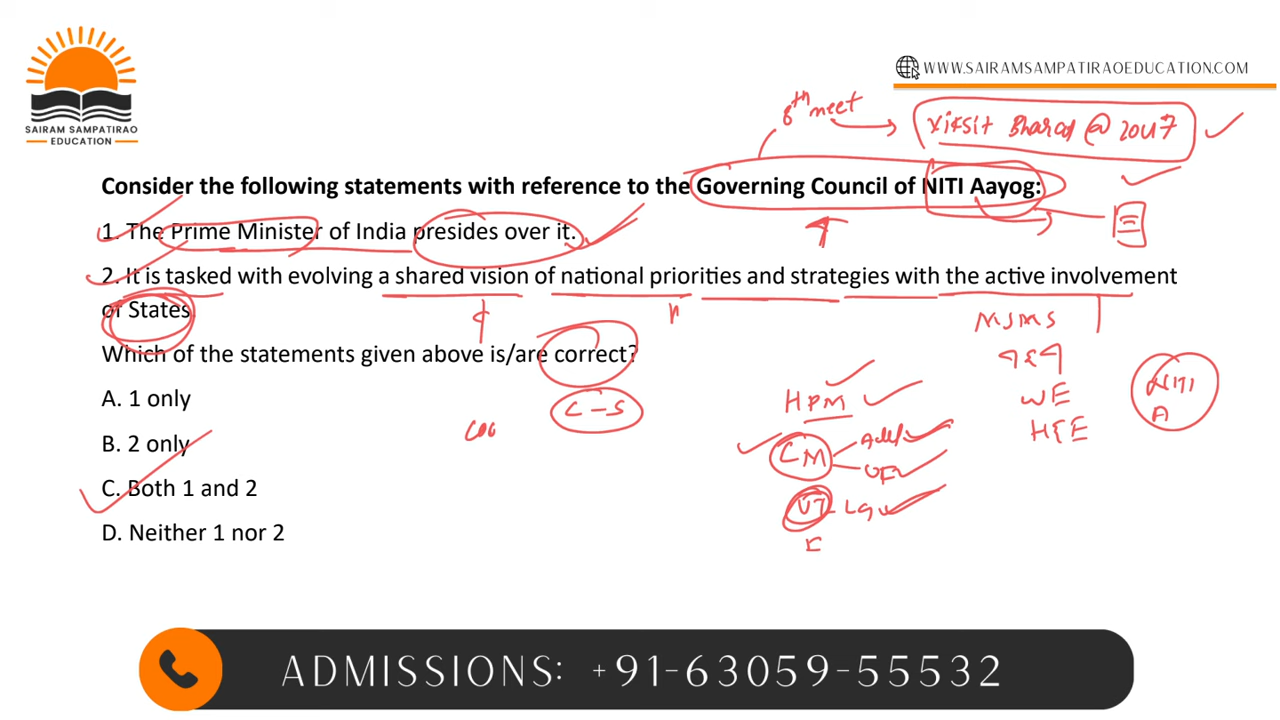 SAIRAM SAMPATIRAO
EDUCATION
WWW.SAIRAMSAMPATIRAOEDUCATION.COM
8th meet
Viksit Bharat @ 2047
Consider the following statements with reference to the Governing Council of NITI Aayog:
1. The Prime Minister of India presides over it.
2. It is tasked with evolving a shared vision of national priorities and strategies with the active involvement
of States
Which of the statements given above is/are correct?
A. 1 only
B. 2 only
C. Both 1 and 2
D. Neither 1 nor 2
C-S
HPM
CM
UT
LG
MSMS
WE
NITI
A
ADMISSIONS: +91-63059-55532